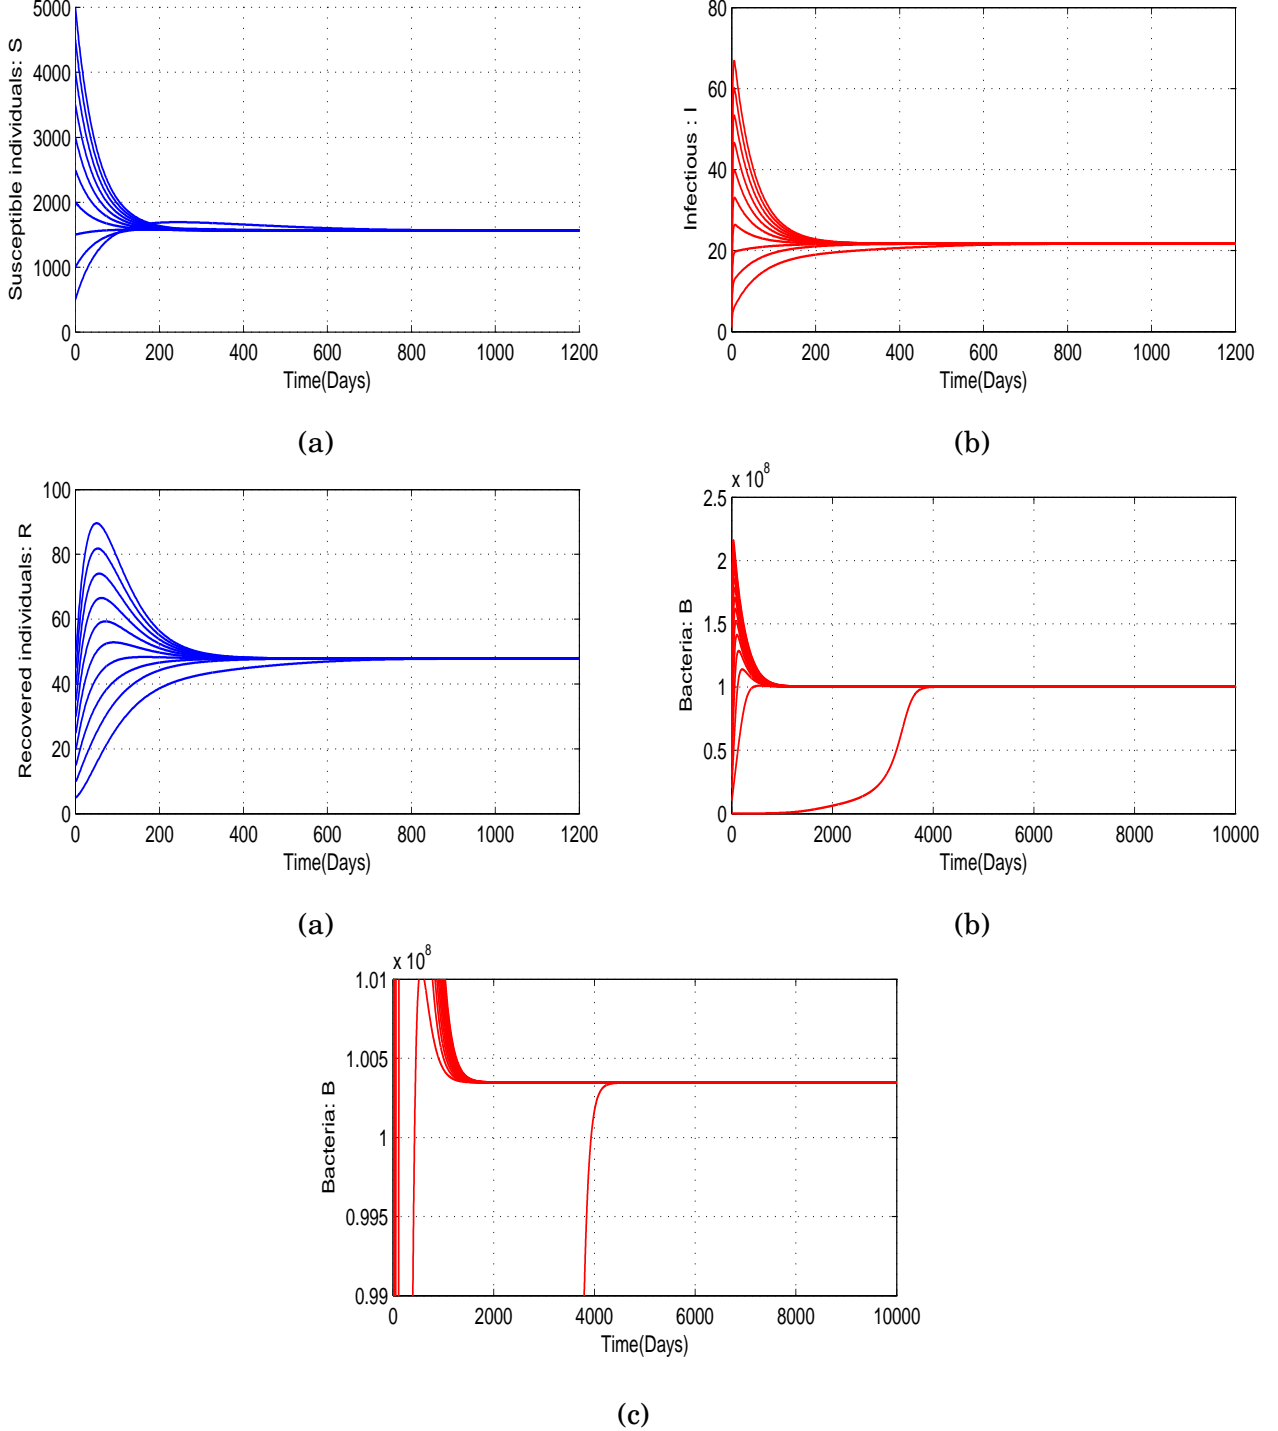 Susceptible individuals: S
5000
4000
3000
2000
1000
0
0 200 400 600 800 1000 1200
Time(Days)
(a)
Infectious : I
80
60
40
20
0
0 200 400 600 800 1000 1200
Time(Days)
(b)
Recovered individuals: R
100
80
60
40
20
0
0 200 400 600 800 1000 1200
Time(Days)
(a)
x 10^8
Bacteria: B
2.5
2
1.5
1
0.5
0
0 2000 4000 6000 8000 10000
Time(Days)
(b)
x 10^8
Bacteria: B
1.01
1.005
1
0.995
0.99
0 2000 4000 6000 8000 10000
Time(Days)
(c)